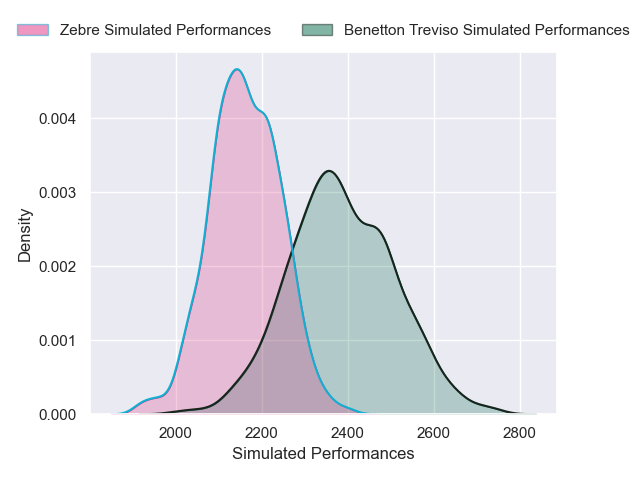 Zebre Simulated Performances Benetton Treviso Simulated Performances
0.004
0.003
0.002
0.001
0.000
Density
2000 2200 2400 2600 2800
Simulated Performances